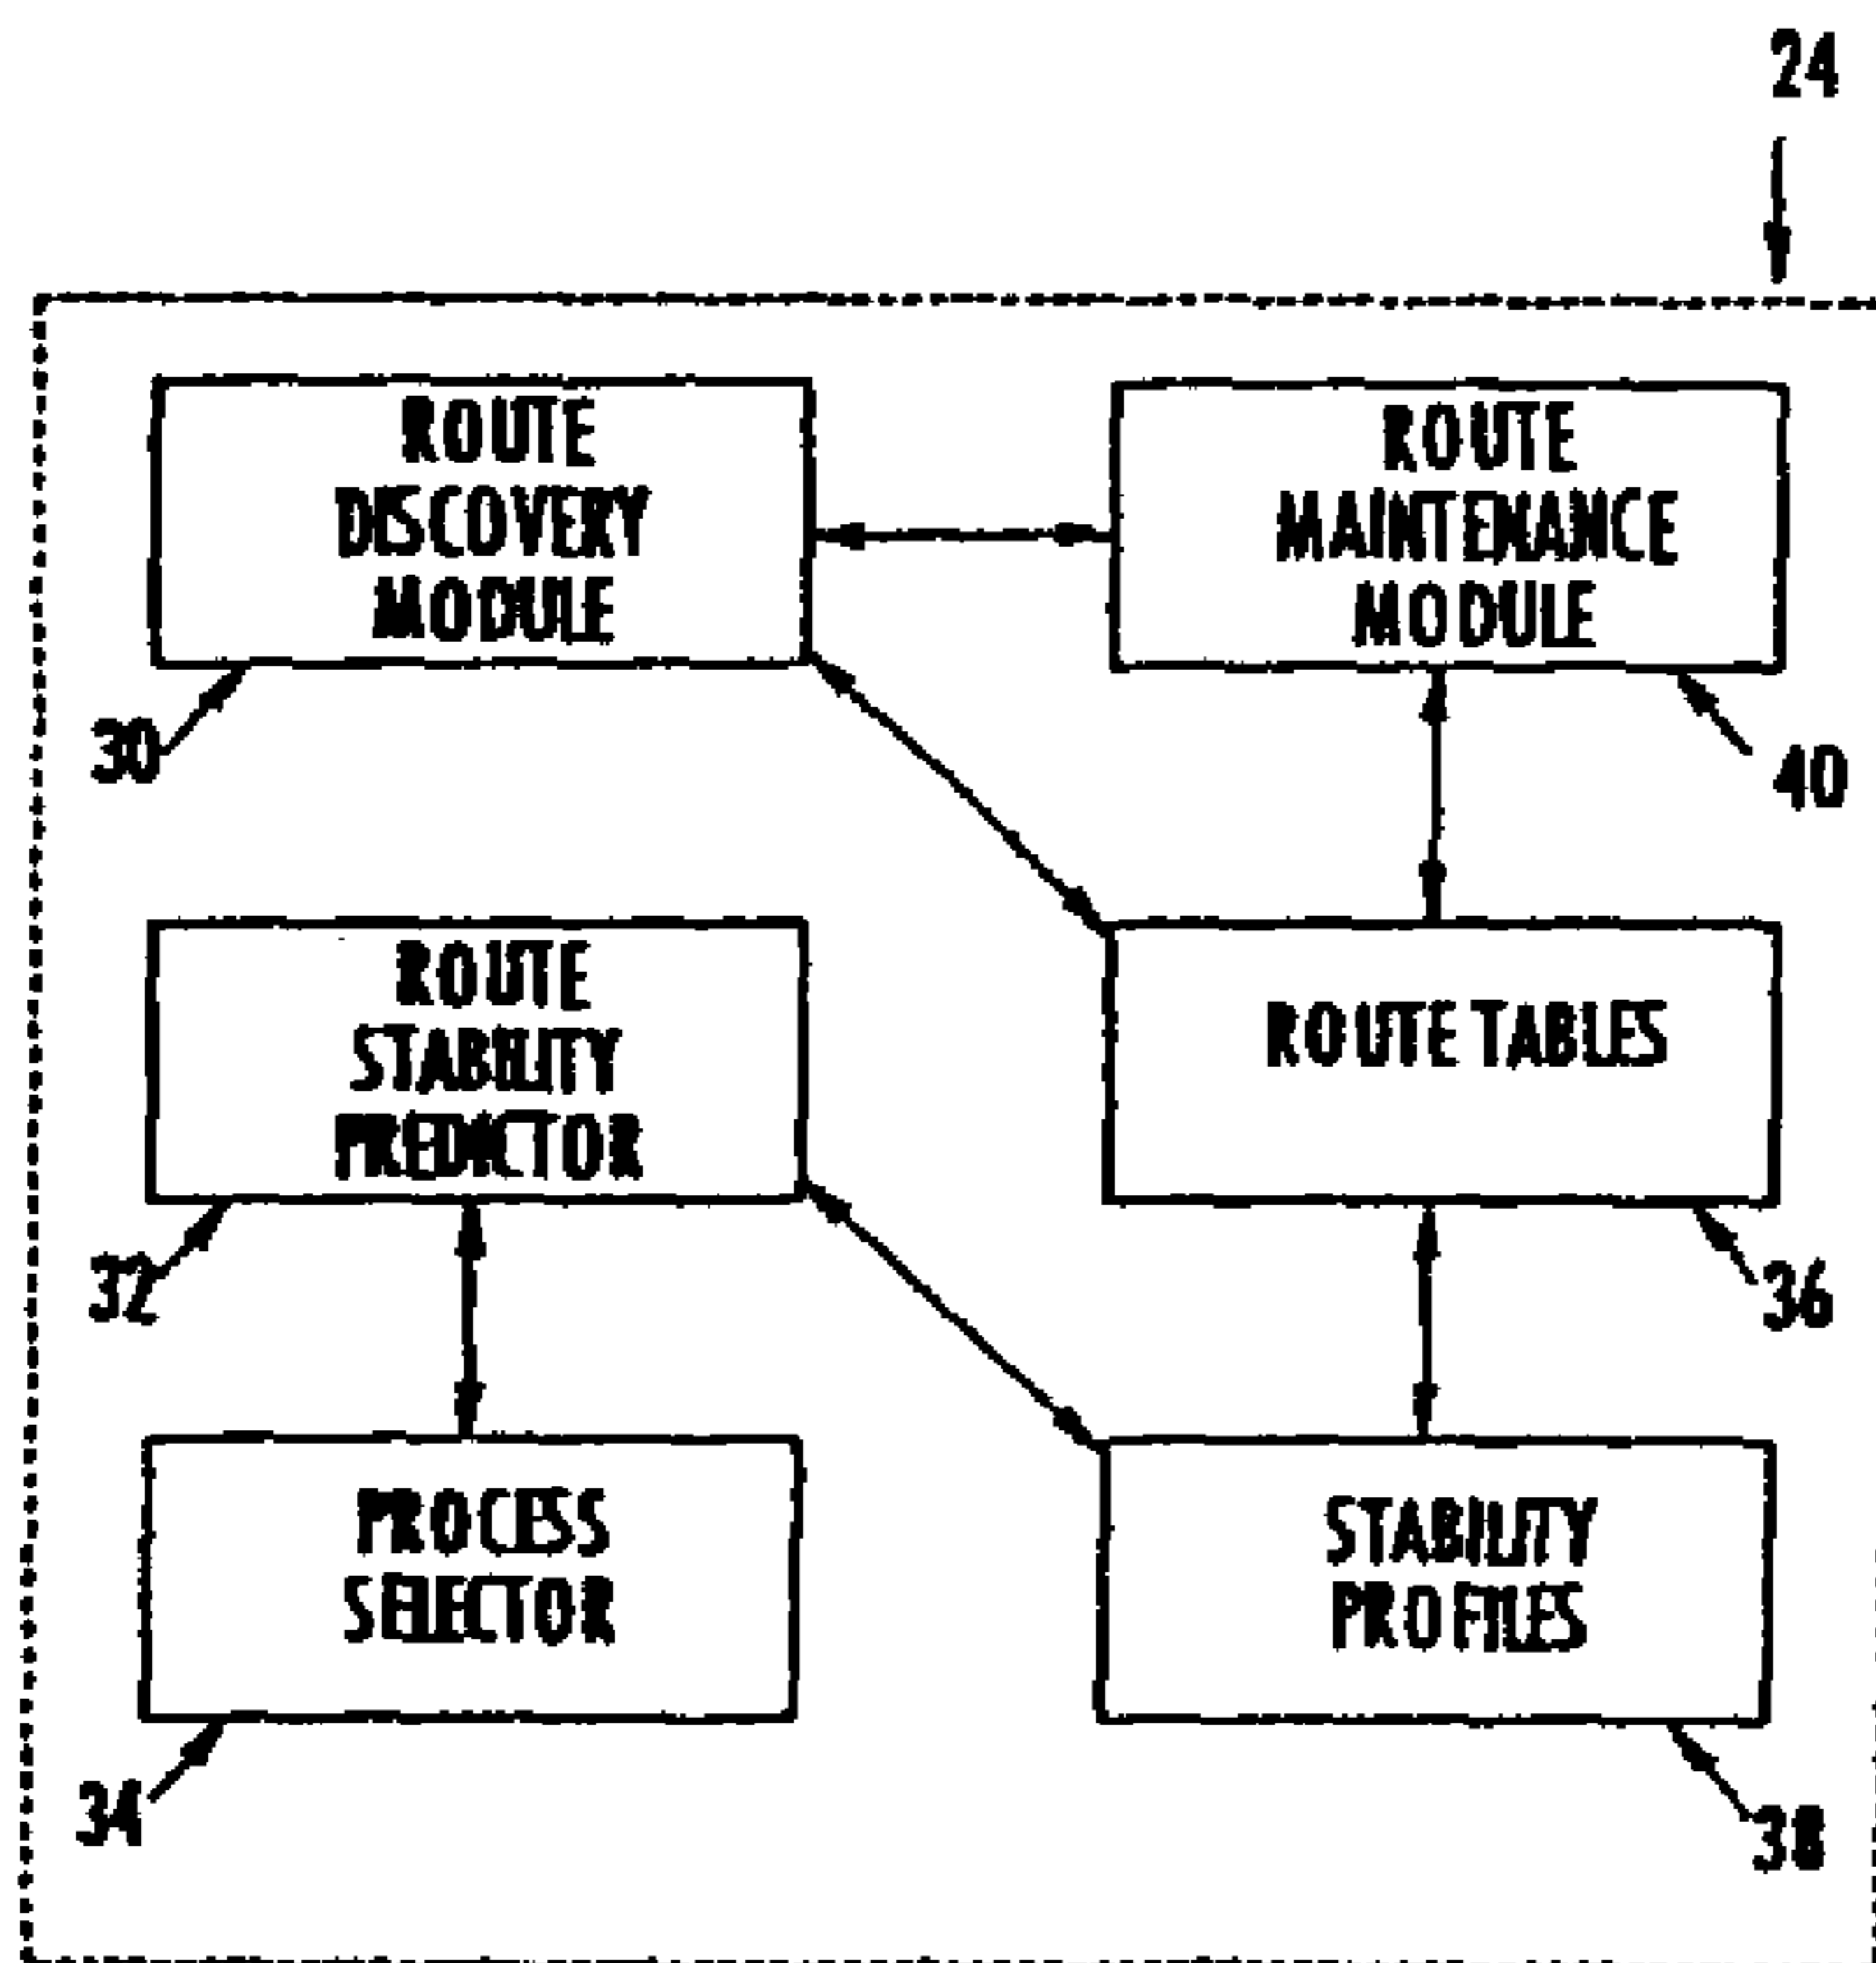 24
ROUTE
DISCOVERY
MODULE
ROUTE
MAINTENANCE
MODULE
30
40
ROUTE
STABILITY
PREDICTOR
ROUTE TABLES
32
36
PROCESS
SELECTOR
STABILITY
PROFILES
34
38